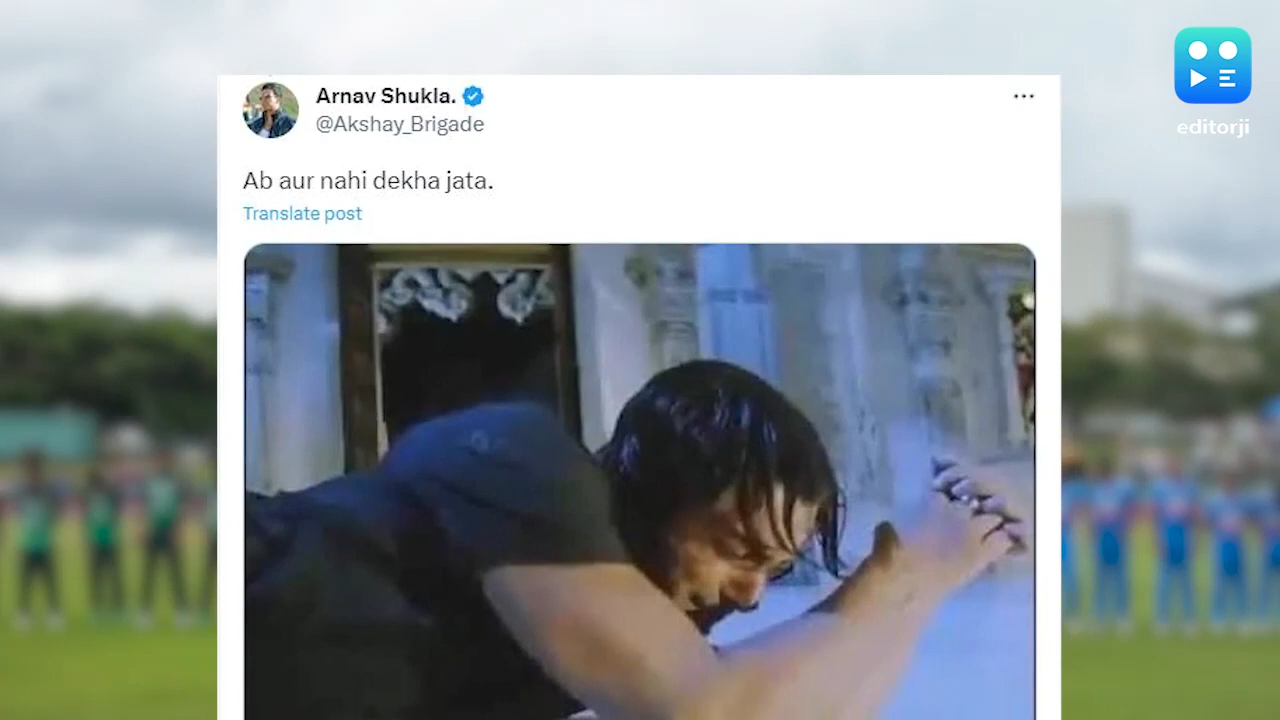 Arnav Shukla.
@Akshay_Brigade
Ab aur nahi dekha jata.
Translate post
editorji